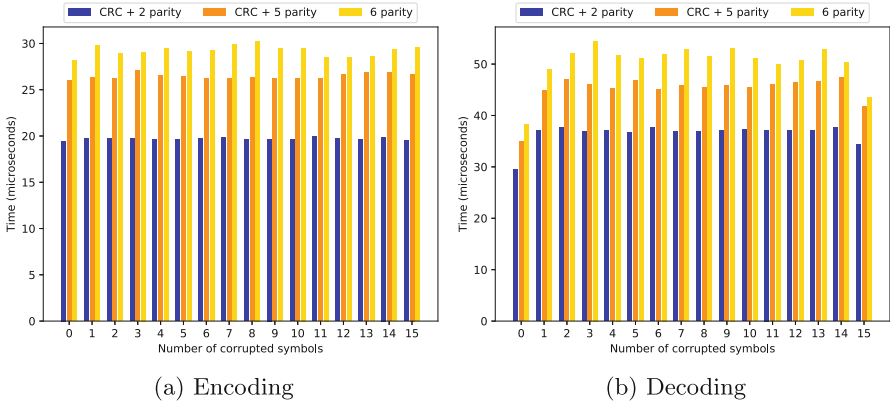 CRC + 2 parity CRC + 5 parity 6 parity
30
25
20
15
10
5
0
Time (microseconds)
0 1 2 3 4 5 6 7 8 9 10 11 12 13 14 15
Number of corrupted symbols
(a) Encoding
CRC + 2 parity CRC + 5 parity 6 parity
50
40
30
20
10
0
Time (microseconds)
0 1 2 3 4 5 6 7 8 9 10 11 12 13 14 15
Number of corrupted symbols
(b) Decoding